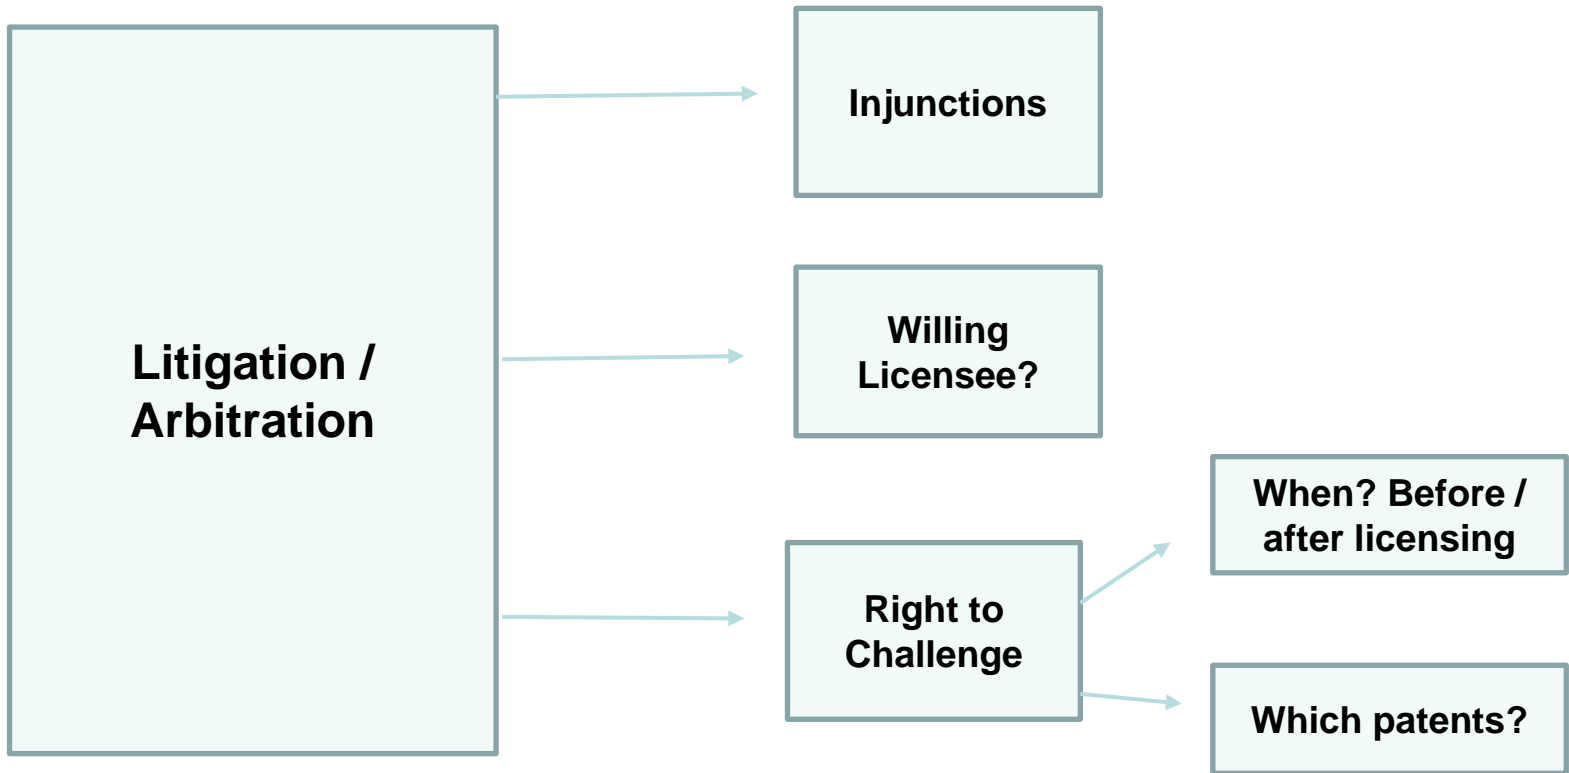 Litigation /
Arbitration
Injunctions
Willing
Licensee?
Right to
Challenge
When? Before /
after licensing
Which patents?